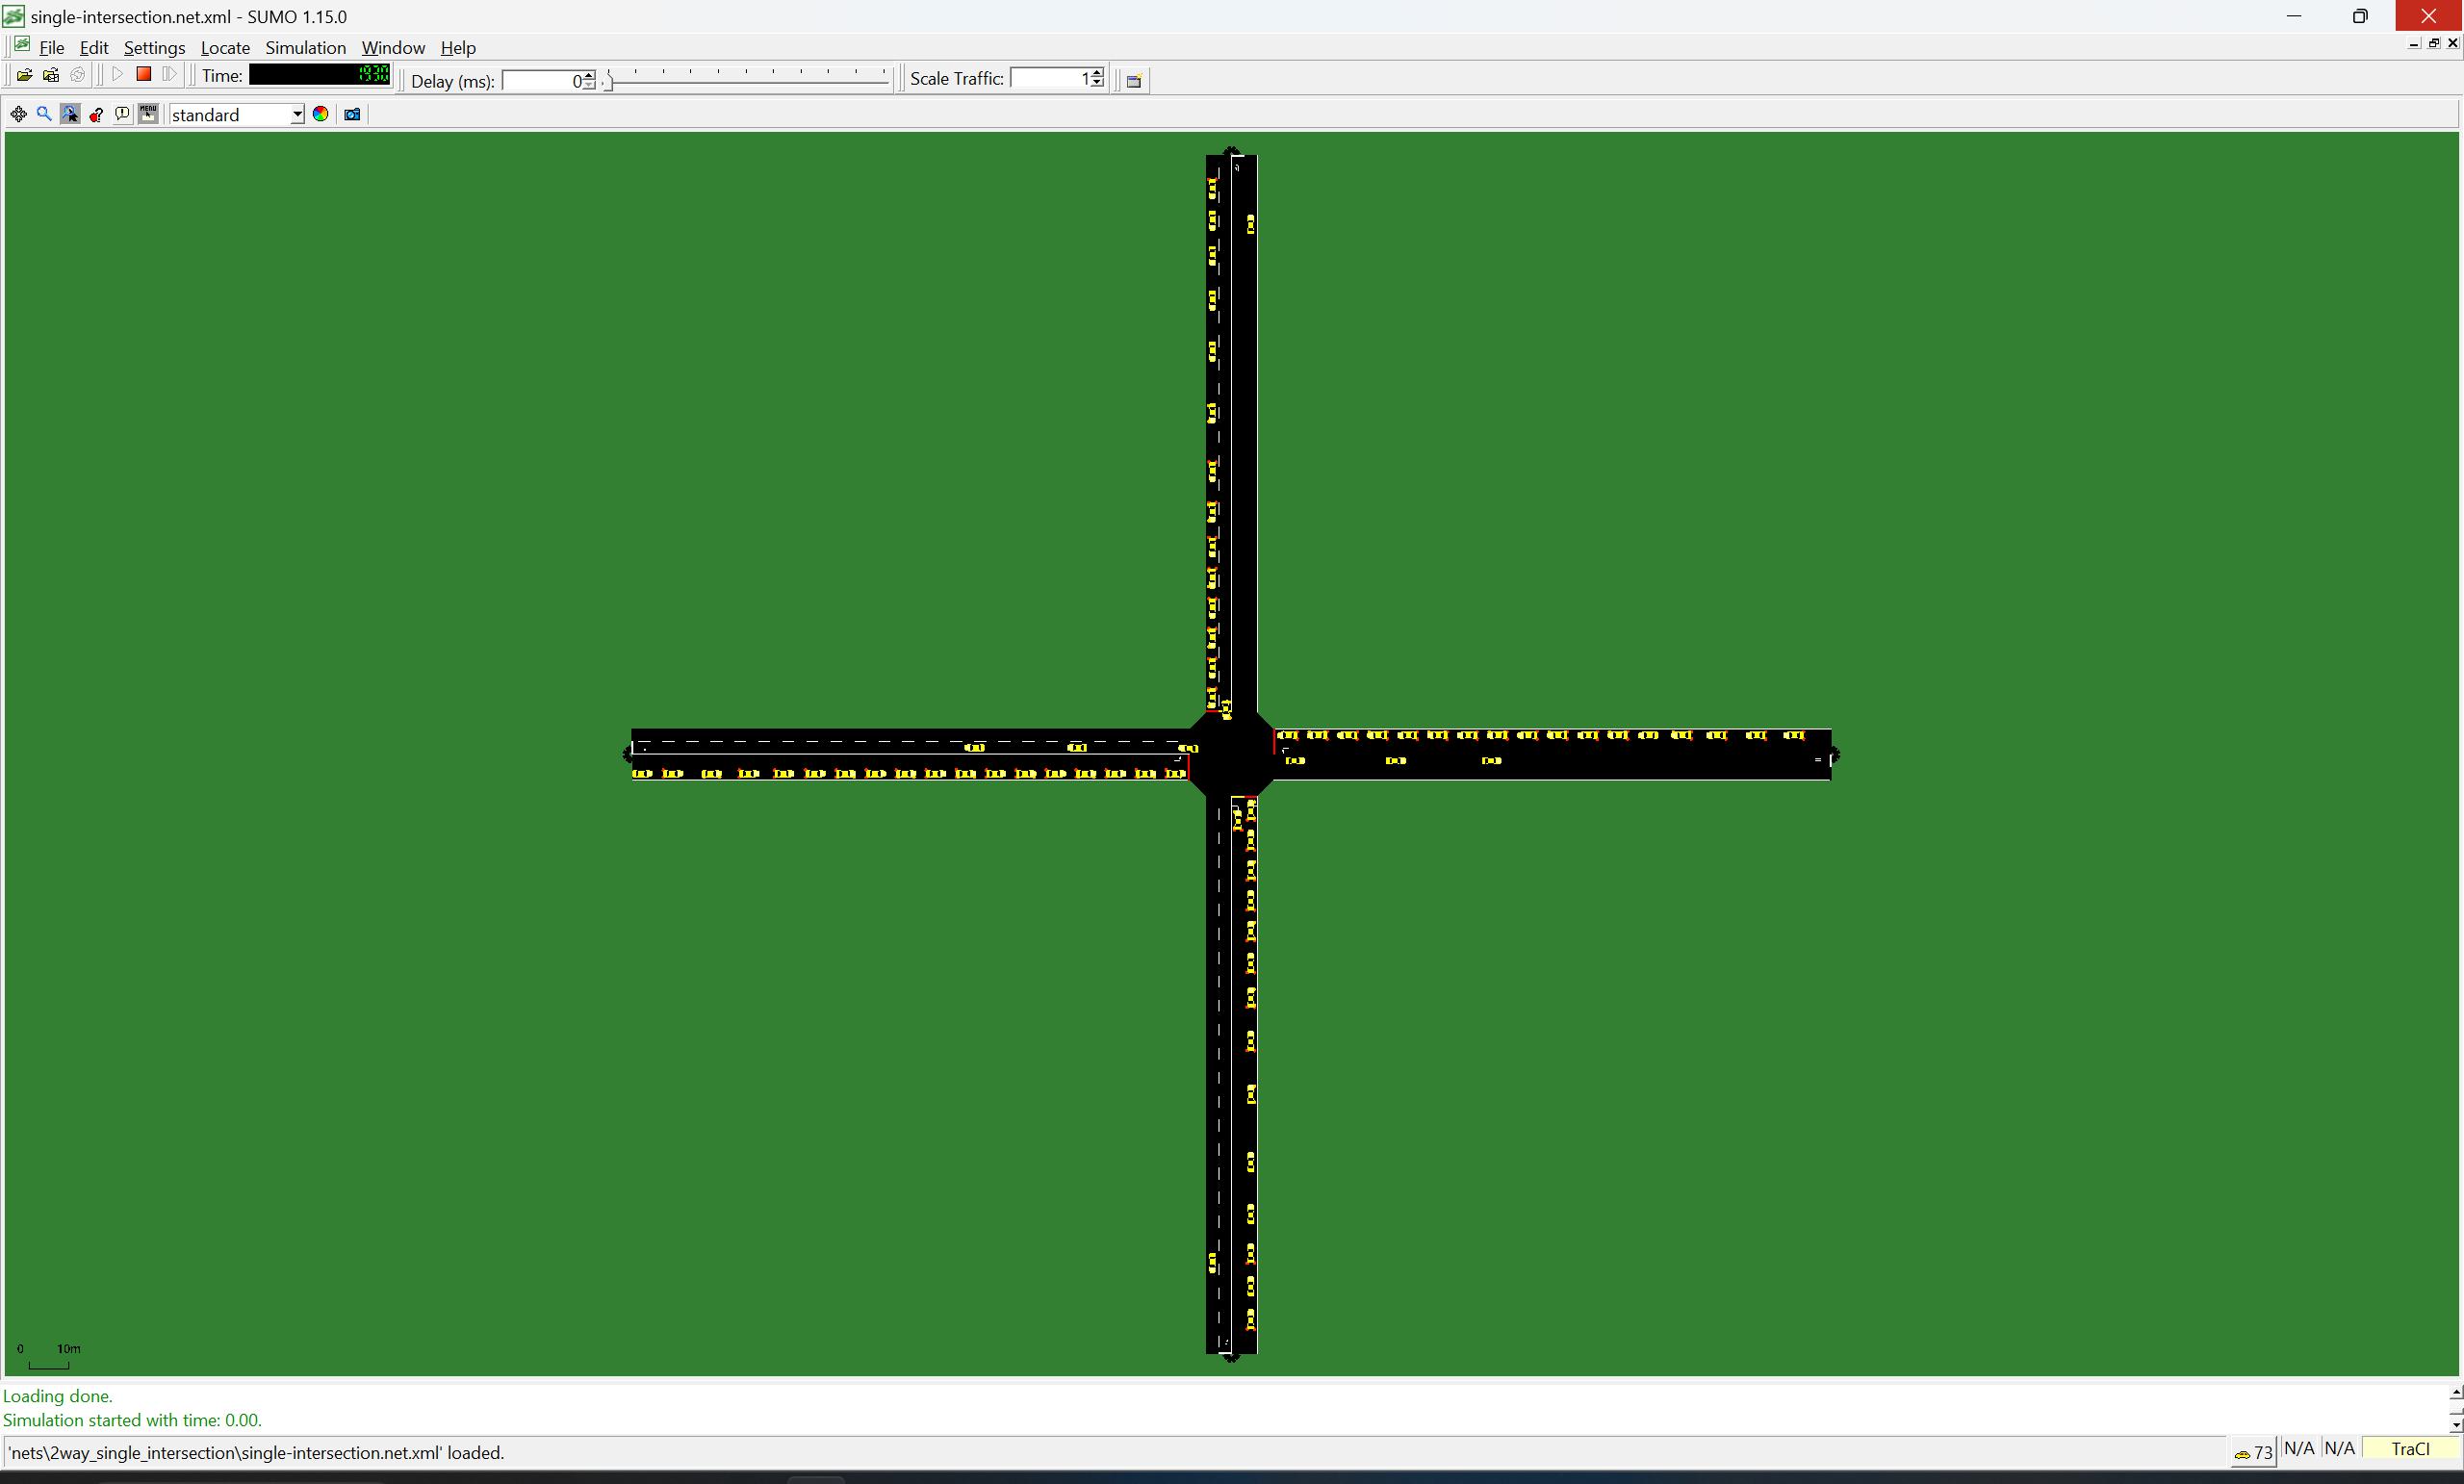 single-intersection.net.xml - SUMO 1.15.0
File Edit Settings Locate Simulation Window Help
Time: 1930 Delay (ms): 0 Scale Traffic: 1
MENU standard
0 10m
Loading done.
Simulation started with time: 0.00.
'nets\2way_single_intersection\single-intersection.net.xml' loaded. 73 N/A N/A TraCI